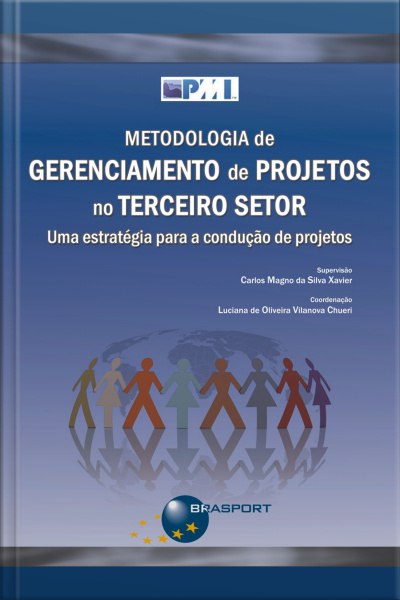 PMI
METODOLOGIA de
GERENCIAMENTO de PROJETOS
no TERCEIRO SETOR
Uma estratégia para a condução de projetos
Supervisão
Carlos Magno da Silva Xavier
Coordenação
Luciana de Oliveira Vilanova Chueri
BRASPORT